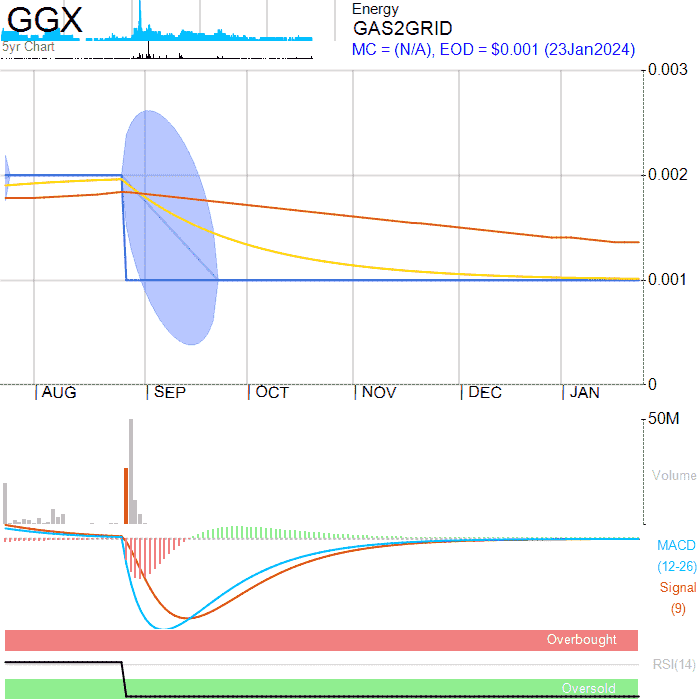 GGX
5yr Chart
Energy
GAS2GRID
MC = (N/A), EOD = $0.001 (23Jan2024)
0.003
0.002
0.001
0
AUG SEP OCT NOV DEC JAN
50M
Volume
MACD
(12-26)
Signal
(9)
Overbought
RSI(14)
Oversold